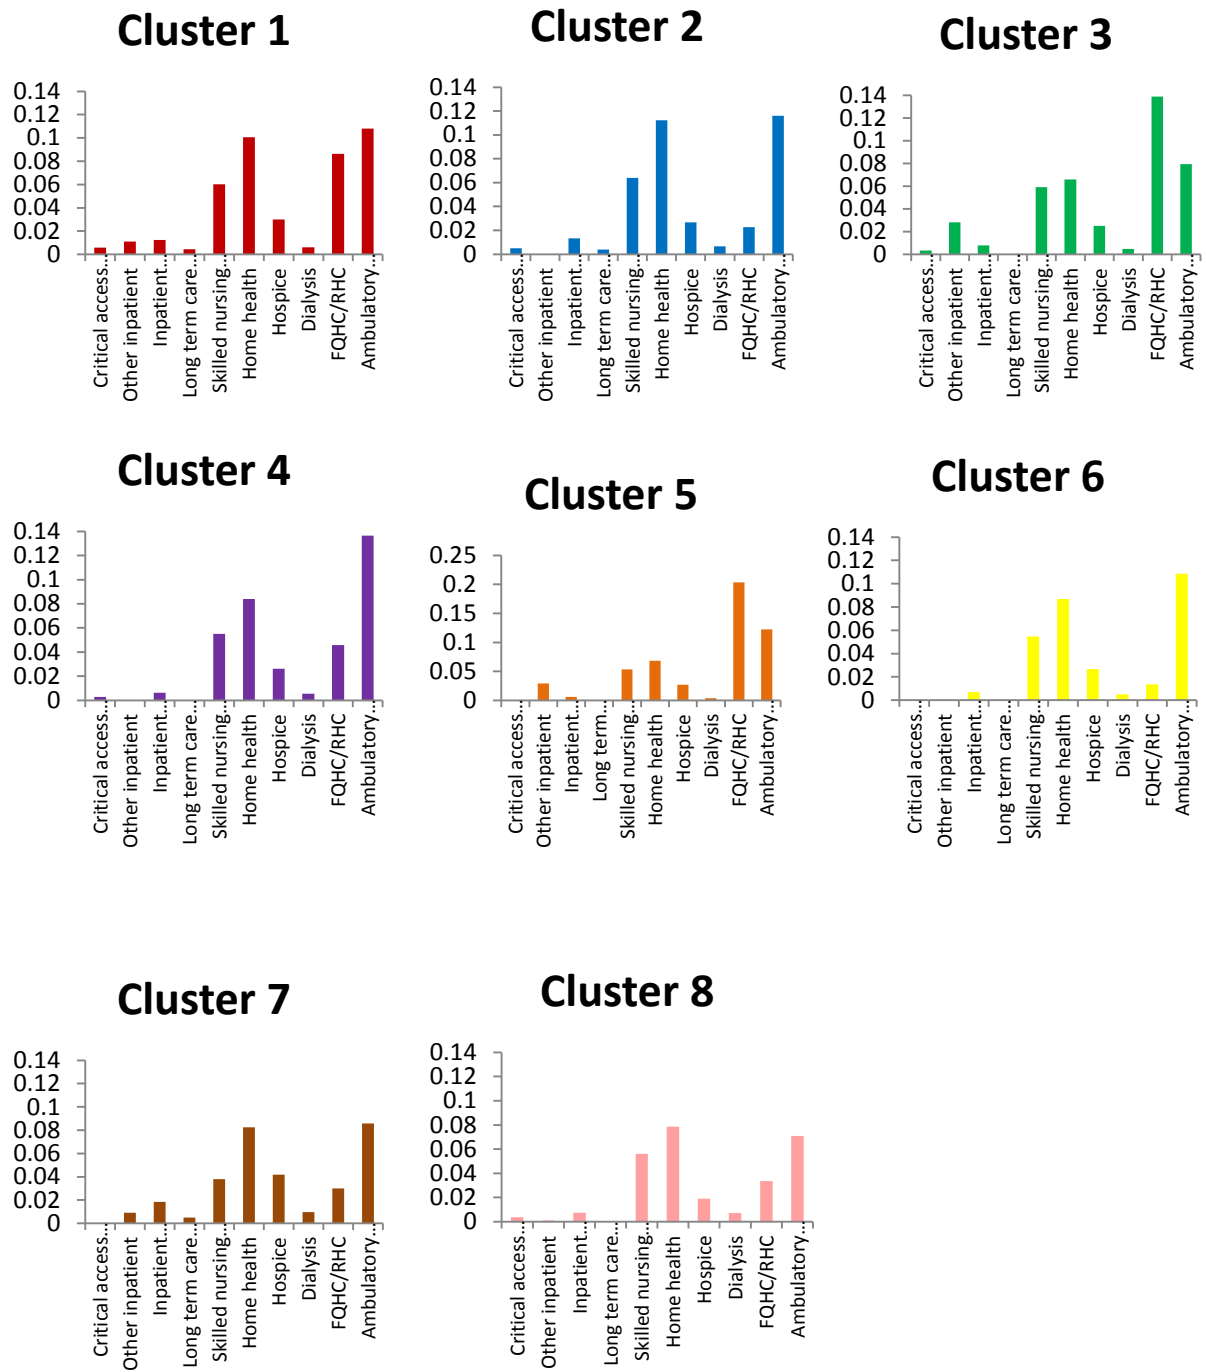 Cluster 1
0.14
0.12
0.1
0.08
0.06
0.04
0.02
0
Critical access...
Other inpatient
Inpatient...
Long term care...
Skilled nursing...
Home health
Hospice
Dialysis
FQHC/RHC
Ambulatory...
Cluster 2
0.14
0.12
0.1
0.08
0.06
0.04
0.02
0
Critical access...
Other inpatient
Inpatient...
Long term care...
Skilled nursing...
Home health
Hospice
Dialysis
FQHC/RHC
Ambulatory...
Cluster 3
0.14
0.12
0.1
0.08
0.06
0.04
0.02
0
Critical access...
Other inpatient
Inpatient...
Long term care...
Skilled nursing...
Home health
Hospice
Dialysis
FQHC/RHC
Ambulatory...
Cluster 4
0.14
0.12
0.1
0.08
0.06
0.04
0.02
0
Critical access...
Other inpatient
Inpatient...
Long term care...
Skilled nursing...
Home health
Hospice
Dialysis
FQHC/RHC
Ambulatory...
Cluster 5
0.25
0.2
0.15
0.1
0.05
0
Critical access...
Other inpatient
Inpatient...
Long term...
Skilled nursing...
Home health
Hospice
Dialysis
FQHC/RHC
Ambulatory...
Cluster 6
0.14
0.12
0.1
0.08
0.06
0.04
0.02
0
Critical access...
Other inpatient
Inpatient...
Long term care...
Skilled nursing...
Home health
Hospice
Dialysis
FQHC/RHC
Ambulatory...
Cluster 7
0.14
0.12
0.1
0.08
0.06
0.04
0.02
0
Critical access...
Other inpatient
Inpatient...
Long term care...
Skilled nursing...
Home health
Hospice
Dialysis
FQHC/RHC
Ambulatory...
Cluster 8
0.14
0.12
0.1
0.08
0.06
0.04
0.02
0
Critical access...
Other inpatient
Inpatient...
Long term care...
Skilled nursing...
Home health
Hospice
Dialysis
FQHC/RHC
Ambulatory...